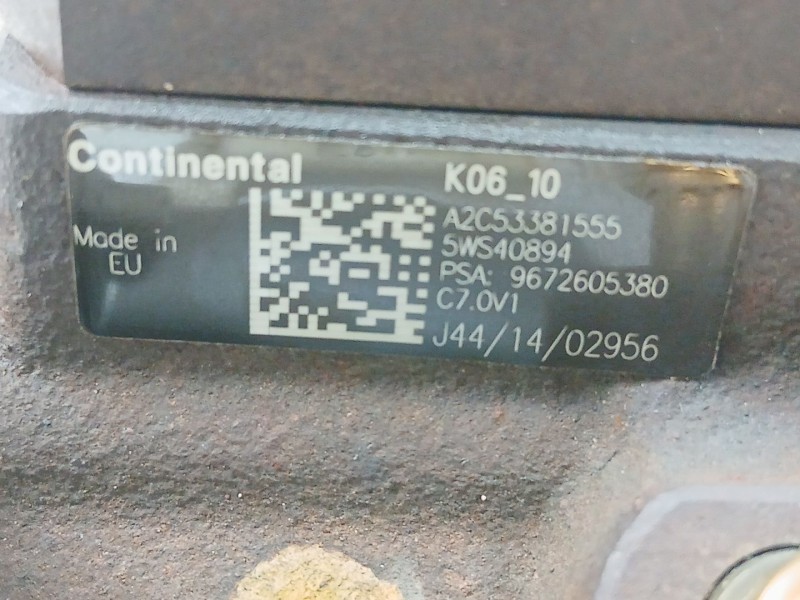 Continental
K06_10
Made in
EU
A2C53381555
5WS40894
PSA: 9672605380
C7.0V1
J44/14/02956